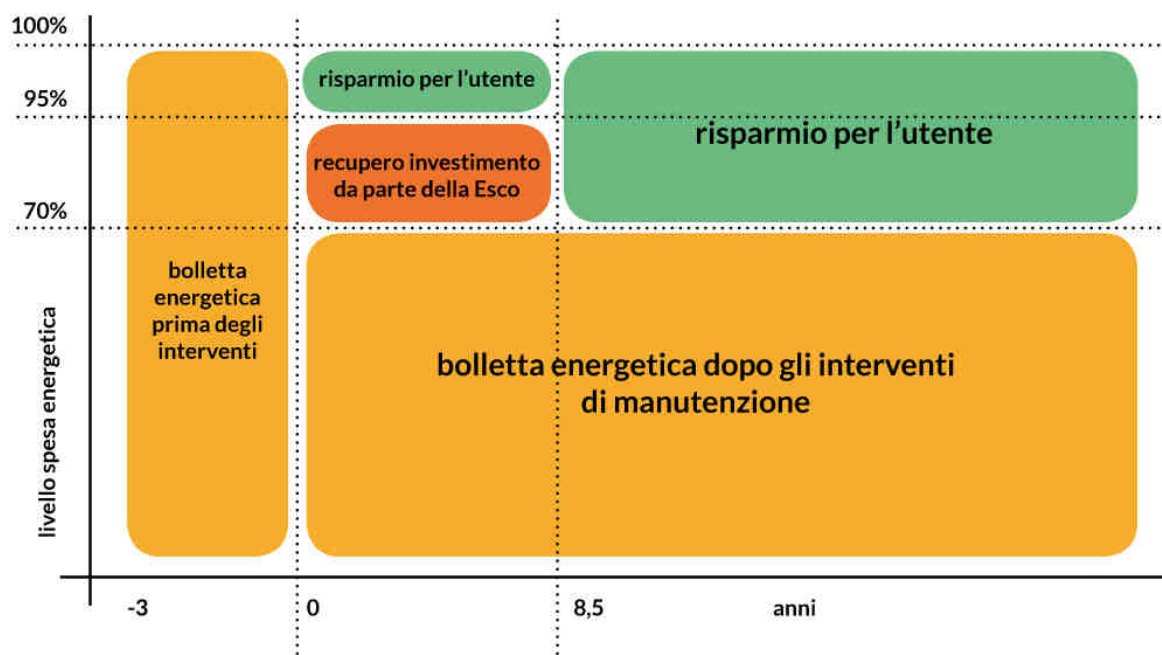 100%
95%
70%
livello spesa energetica
bolletta
energetica
prima degli
interventi
risparmio per l'utente
recupero investimento
da parte della Esco
risparmio per l'utente
bolletta energetica dopo gli interventi
di manutenzione
-3
0
8,5
anni